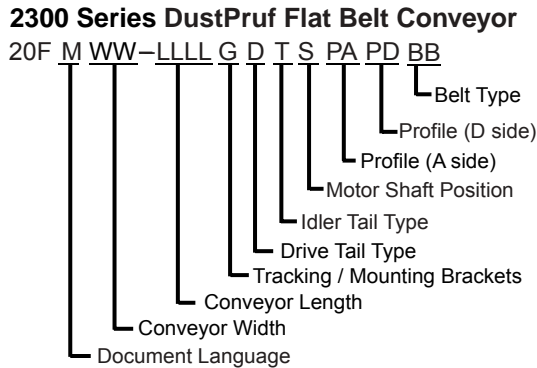 2300 Series DustPruf Flat Belt Conveyor
20F M WW–LLLL G D T S PA PD BB
Belt Type
Profile (D side)
Profile (A side)
Motor Shaft Position
Idler Tail Type
Drive Tail Type
Tracking / Mounting Brackets
Conveyor Length
Conveyor Width
Document Language